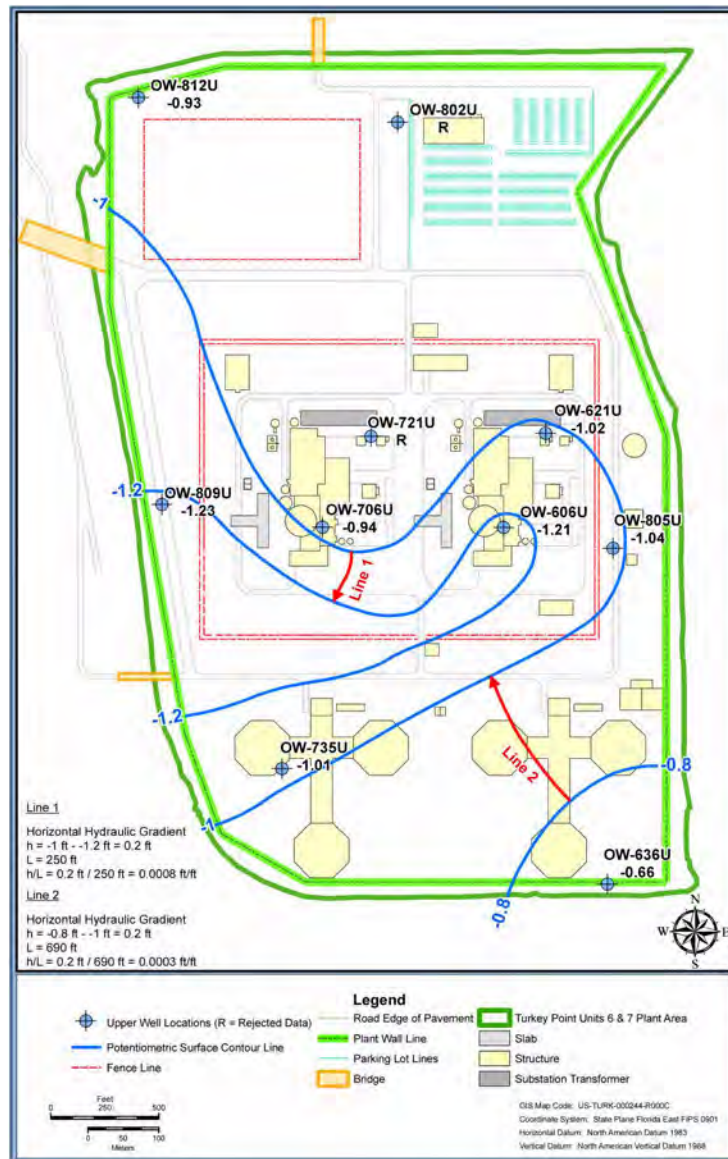 OW-812U
-0.93
OW-802U
R
-1
OW-721U
R
OW-621U
-1.02
-1.2
OW-809U
-1.23
OW-706U
-0.94
OW-606U
-1.21
OW-805U
-1.04
Line 1
-1.2
OW-735U
-1.01
Line 2
-0.8
-1
OW-636U
-0.66
-0.8
Line 1
Horizontal Hydraulic Gradient
h = -1 ft - -1.2 ft = 0.2 ft
L = 250 ft
h/L = 0.2 ft / 250 ft = 0.0008 ft/ft
Line 2
Horizontal Hydraulic Gradient
h = -0.8 ft - -1 ft = 0.2 ft
L = 690 ft
h/L = 0.2 ft / 690 ft = 0.0003 ft/ft
N
W E
S
Legend
Upper Well Locations (R = Rejected Data)
Potentiometric Surface Contour Line
Fence Line
Road Edge of Pavement
Plant Wall Line
Parking Lot Lines
Bridge
Turkey Point Units 6 & 7 Plant Area
Slab
Structure
Substation Transformer
Feet
0 250 500
0 50 100
Meters
GIS Map Code: US-TURK-000244-R000C
Coordinate System: State Plane Florida East FIPS 0901
Horizontal Datum: North American Datum 1983
Vertical Datum: North American Vertical Datum 1988